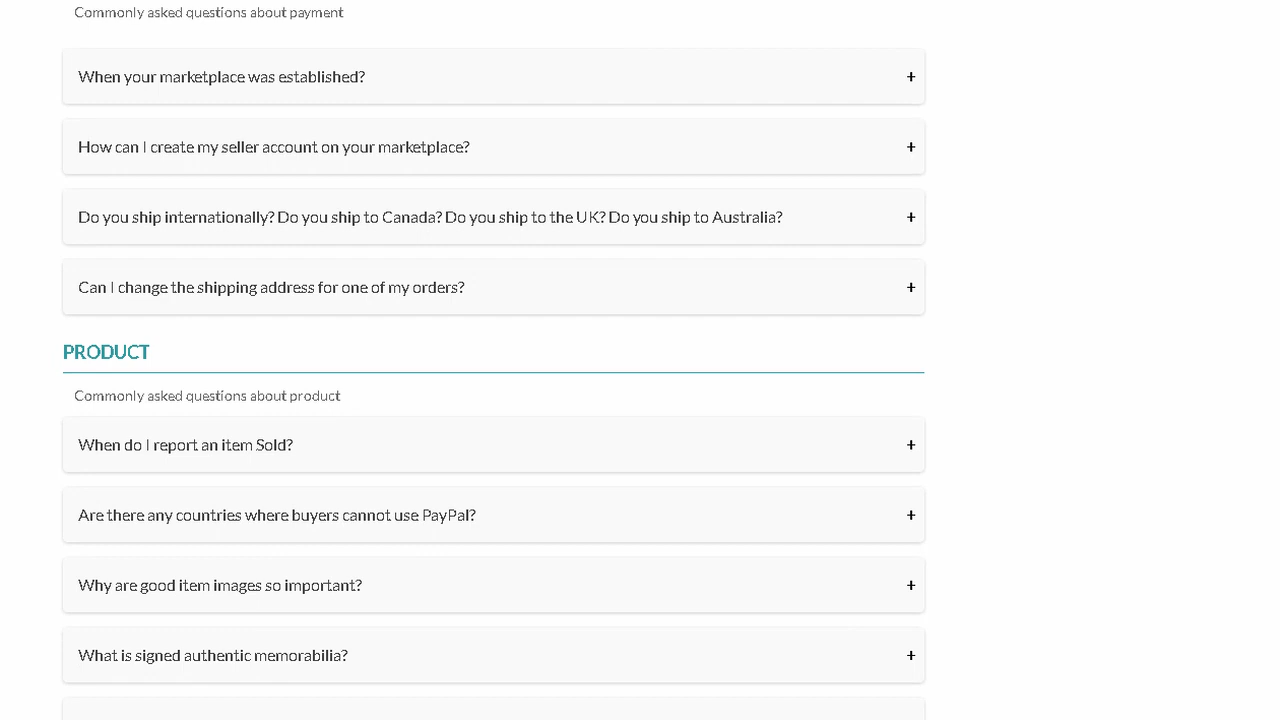 Commonly asked questions about payment
When your marketplace was established?
+
How can I create my seller account on your marketplace?
+
Do you ship internationally? Do you ship to Canada? Do you ship to the UK? Do you ship to Australia?
+
Can I change the shipping address for one of my orders?
+
PRODUCT
Commonly asked questions about product
When do I report an item Sold?
+
Are there any countries where buyers cannot use PayPal?
+
Why are good item images so important?
+
What is signed authentic memorabilia?
+